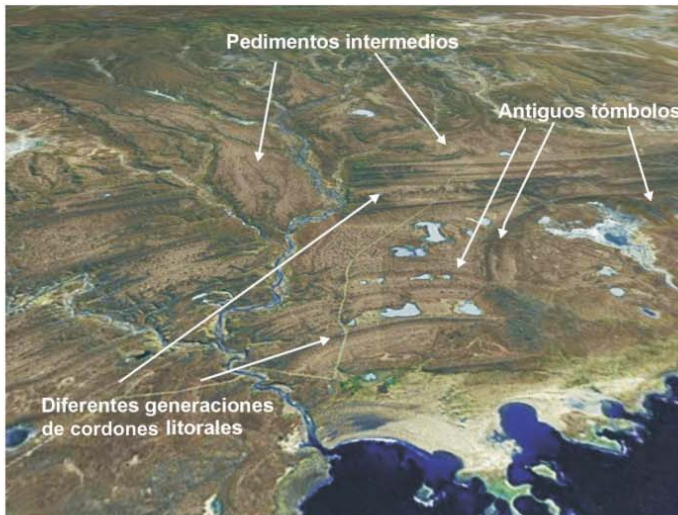 Pedimentos intermedios
Antiguos tómbolos
Diferentes generaciones
de cordones litorales